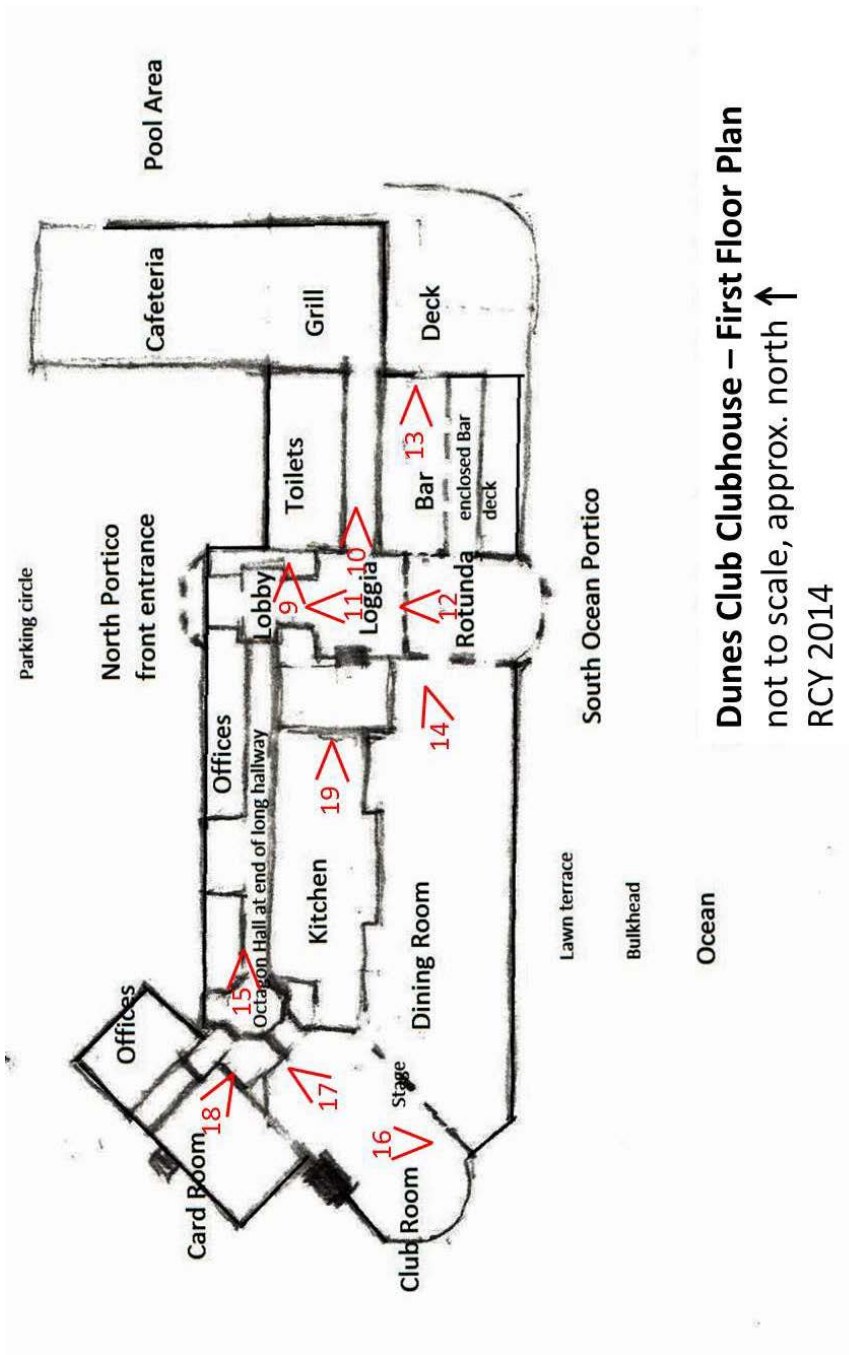 Parking circle
North Portico
front entrance
Pool Area
Offices
Cafeteria
Card Room
18
Offices
15
Octagon Hall at end of long hallway
Lobby
9
Toilets
Grill
Kitchen
17
19
11
10
Loggia
16
Club Room
Stage
Dining Room
14
12
Rotunda
13
Bar
Deck
enclosed Bar
deck
Lawn terrace
South Ocean Portico
Bulkhead
Ocean
Dunes Club Clubhouse – First Floor Plan
not to scale, approx. north ↑
RCY 2014